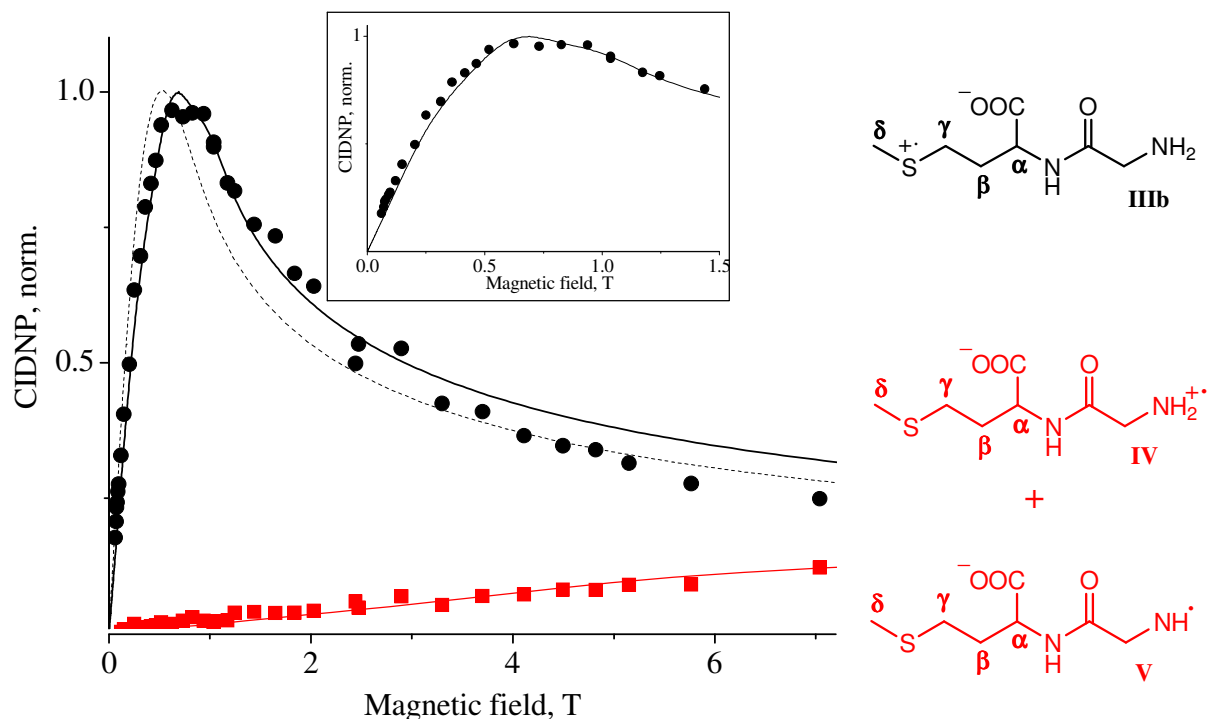 CIDNP, norm.
1.0
0.5
0
0
2
4
6
Magnetic field, T
CIDNP, norm.
1
0.0
0.5
1.0
1.5
Magnetic field, T
−OOC
O
δ
γ
+·
S
β
α
N
H
NH2
IIIb
−OOC
O
δ
γ
S
β
α
N
H
NH2+·
IV
+
−OOC
O
δ
γ
S
β
α
N
H
NH·
V